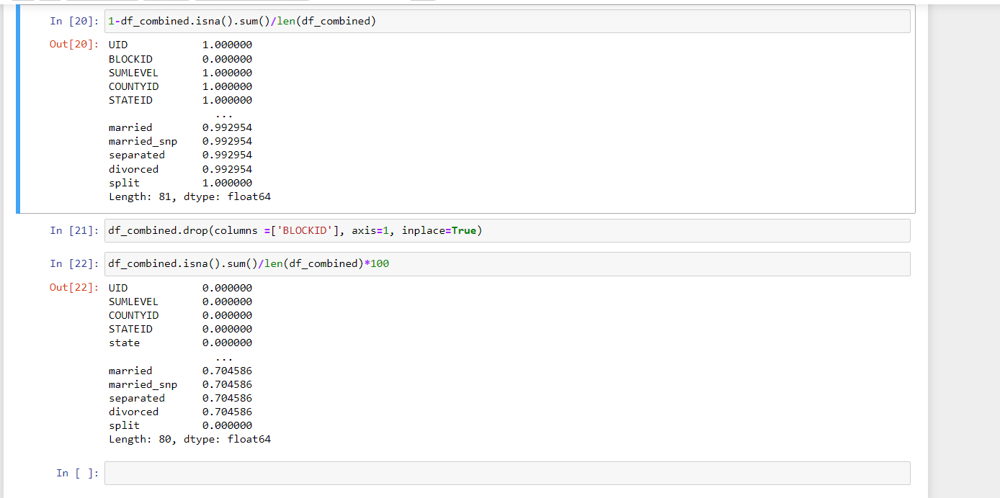 In [20]: 1-df_combined.isna().sum()/len(df_combined)
Out[20]: UID 1.000000
BLOCKID 0.000000
SUMLEVEL 1.000000
COUNTYID 1.000000
STATEID 1.000000
...
married 0.992954
married_snp 0.992954
separated 0.992954
divorced 0.992954
split 1.000000
Length: 81, dtype: float64
In [21]: df_combined.drop(columns =['BLOCKID'], axis=1, inplace=True)
In [22]: df_combined.isna().sum()/len(df_combined)*100
Out[22]: UID 0.000000
SUMLEVEL 0.000000
COUNTYID 0.000000
STATEID 0.000000
state 0.000000
...
married 0.704586
married_snp 0.704586
separated 0.704586
divorced 0.704586
split 0.000000
Length: 80, dtype: float64
In [ ]: